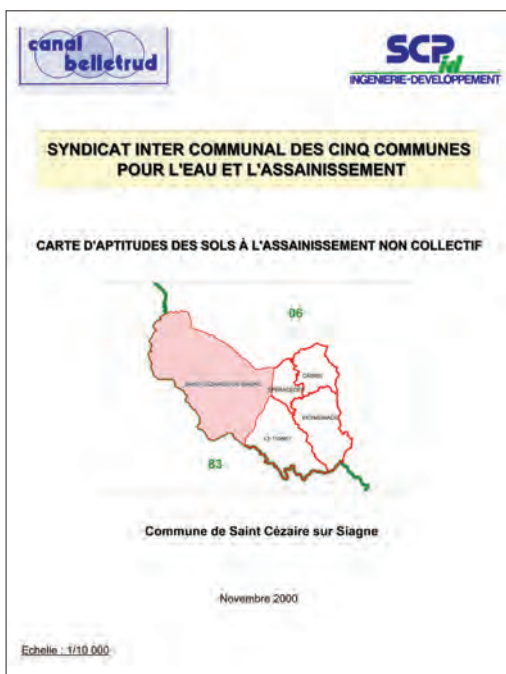 canal
belletrud
SCP id
INGENIERIE-DEVELOPPEMENT
SYNDICAT INTER COMMUNAL DES CINQ COMMUNES
POUR L'EAU ET L'ASSAINISSEMENT
CARTE D'APTITUDES DES SOLS À L'ASSAINISSEMENT NON COLLECTIF
06
CABRIS
SPERACEDES
PEYMEINADE
LE TIGNET
83
Commune de Saint Cézaire sur Siagne
Novembre 2000
Echelle : 1/10 000